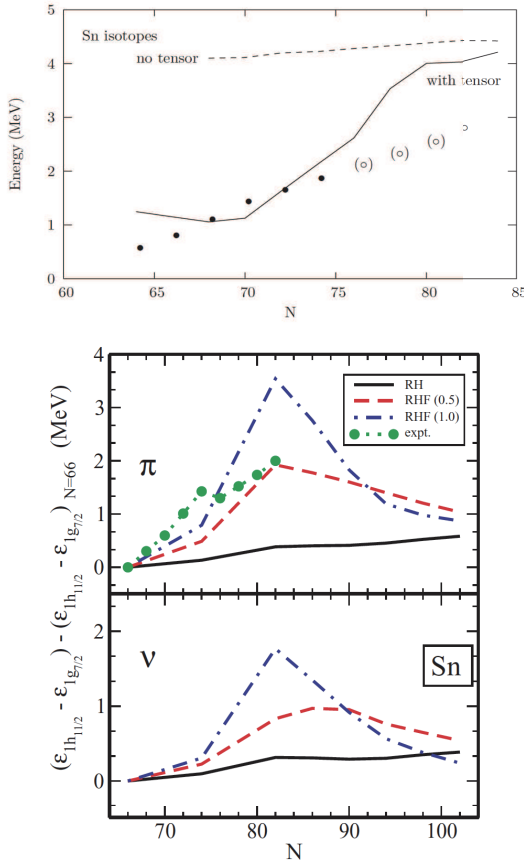 5
Sn isotopes
no tensor
4
with tensor
3
2
1
0
60
65
70
75
80
85
N
Energy (MeV)
4
RH
RHF (0.5)
RHF (1.0)
expt.
3
π
2
1
0
ν
Sn
2
1
0
70
80
90
100
N
(ε1h11/2 - ε1g7/2) - (ε1h11/2 - ε1g7/2) N=66 (MeV)